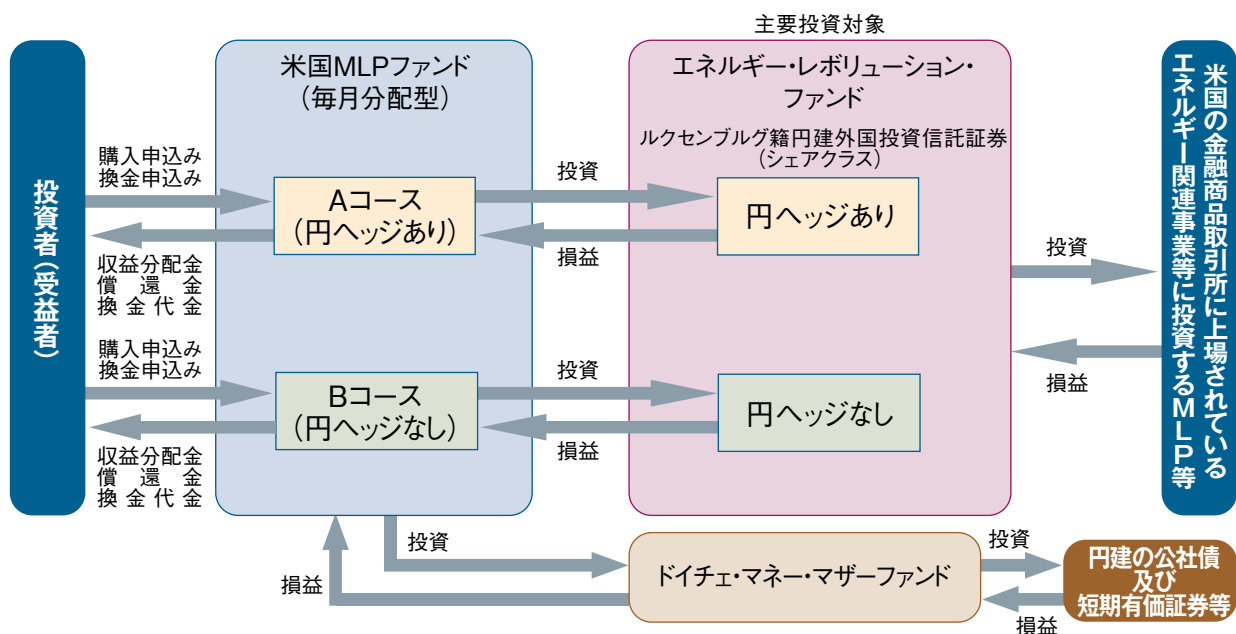 主要投資対象
投資者(受益者)
米国MLPファンド
(毎月分配型)
エネルギー・レボリューション・
ファンド
ルクセンブルグ籍円建外国投資信託証券
(シェアクラス)
購入申込み
換金申込み
Aコース
(円ヘッジあり)
投資
損益
円ヘッジあり
収益分配金
償還金
換金代金
購入申込み
換金申込み
Bコース
(円ヘッジなし)
投資
損益
円ヘッジなし
収益分配金
償還金
換金代金
投資
損益
米国の金融商品取引所に上場されている
エネルギー関連事業等に投資するMLP等
投資
損益
ドイチェ・マネー・マザーファンド
投資
損益
円建の公社債
及び
短期有価証券等